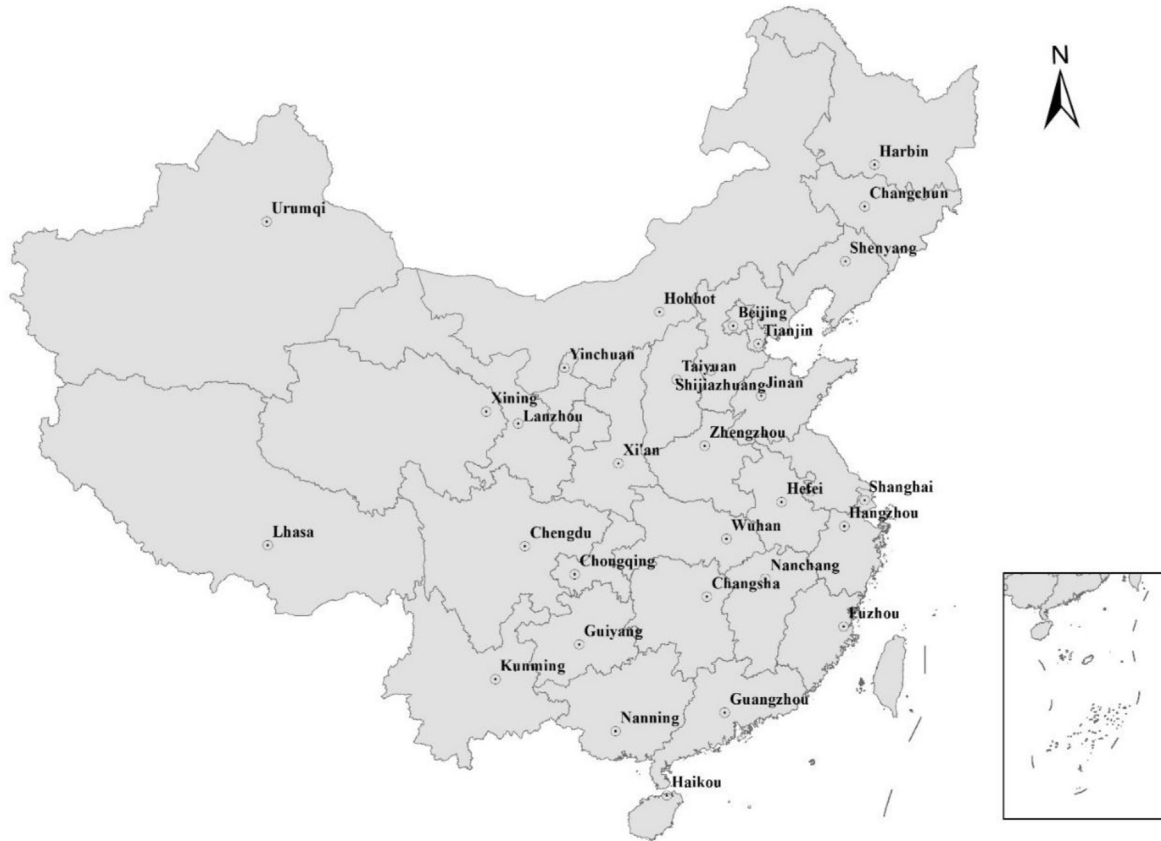 N
Harbin
Changchun
Urumqi
Shenyang
Hohhot
Beijing
Tianjin
Yinchuan
Taiyuan
Shijiazhuang
Jinan
Xining
Lanzhou
Zhengzhou
Xi'an
Hefei
Shanghai
Hangzhou
Wuhan
Lhasa
Chengdu
Chongqing
Nanchang
Changsha
Fuzhou
Guiyang
Kunming
Guangzhou
Nanning
Haikou